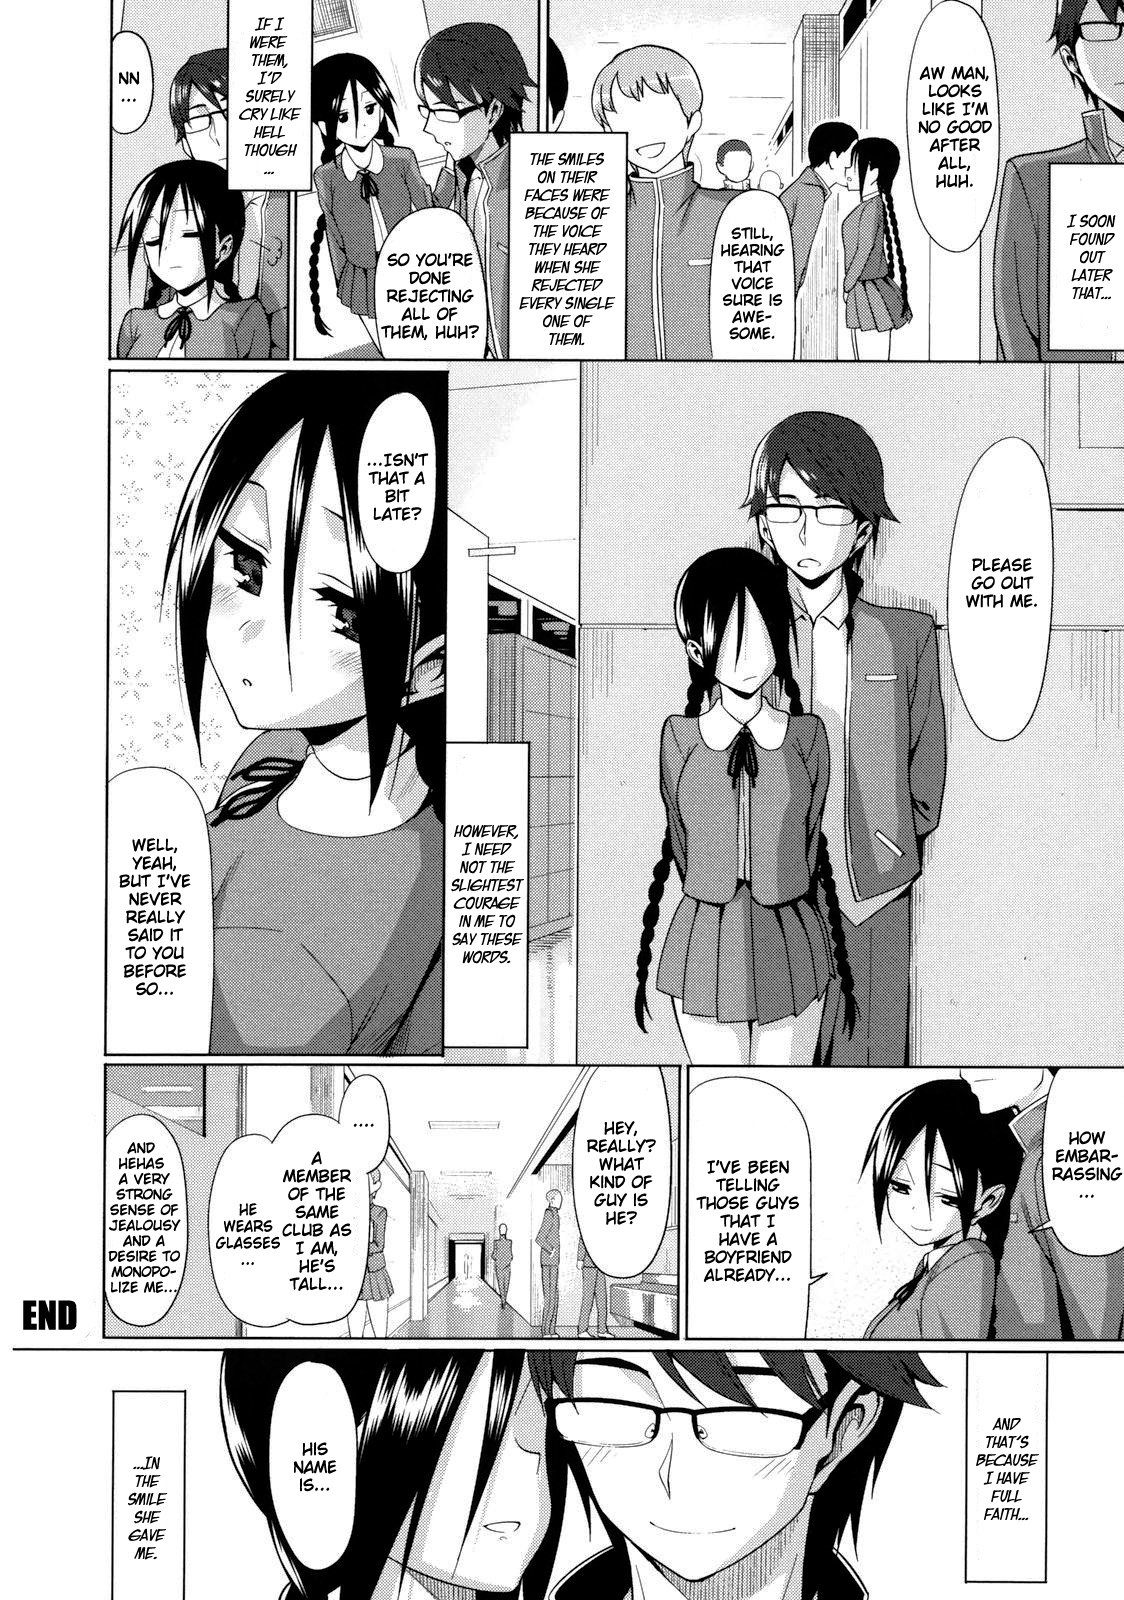 I SOON
FOUND
OUT
LATER
THAT...
AW MAN,
LOOKS
LIKE I'M
NO GOOD
AFTER
ALL,
HUH.
STILL,
HEARING
THAT
VOICE
SURE IS
AWE-
SOME.
THE SMILES
ON THEIR
FACES WERE
BECAUSE OF
THE VOICE
THEY HEARD
WHEN SHE
REJECTED
EVERY SINGLE
ONE OF
THEM.
SO YOU'RE
DONE
REJECTING
ALL OF
THEM, HUH?
IF I
WERE
THEM,
I'D
SURELY
CRY LIKE
HELL
THOUGH
...
NN
...
PLEASE
GO OUT
WITH ME.
HOWEVER,
I NEED
NOT THE
SLIGHTEST
COURAGE
IN ME TO
SAY THESE
WORDS.
...ISN'T
THAT A
BIT
LATE?
WELL,
YEAH,
BUT I'VE
NEVER
REALLY
SAID IT
TO YOU
BEFORE
SO...
HOW
EMBAR-
RASSING
...
I'VE BEEN
TELLING
THOSE GUYS
THAT I
HAVE A
BOYFRIEND
ALREADY...
HEY,
REALLY?
WHAT
KIND OF
GUY IS
HE?
....
A
MEMBER
OF THE
SAME
CLUB AS
I AM,
HE'S
TALL...
HE
WEARS
GLASSES
...
AND
HEHAS
A VERY
STRONG
SENSE OF
JEALOUSY
AND A
DESIRE TO
MONOPO-
LIZE ME...
AND
THAT'S
BECAUSE
I HAVE
FULL
FAITH...
HIS
NAME
IS...
...IN
THE
SMILE
SHE
GAVE
ME.
END